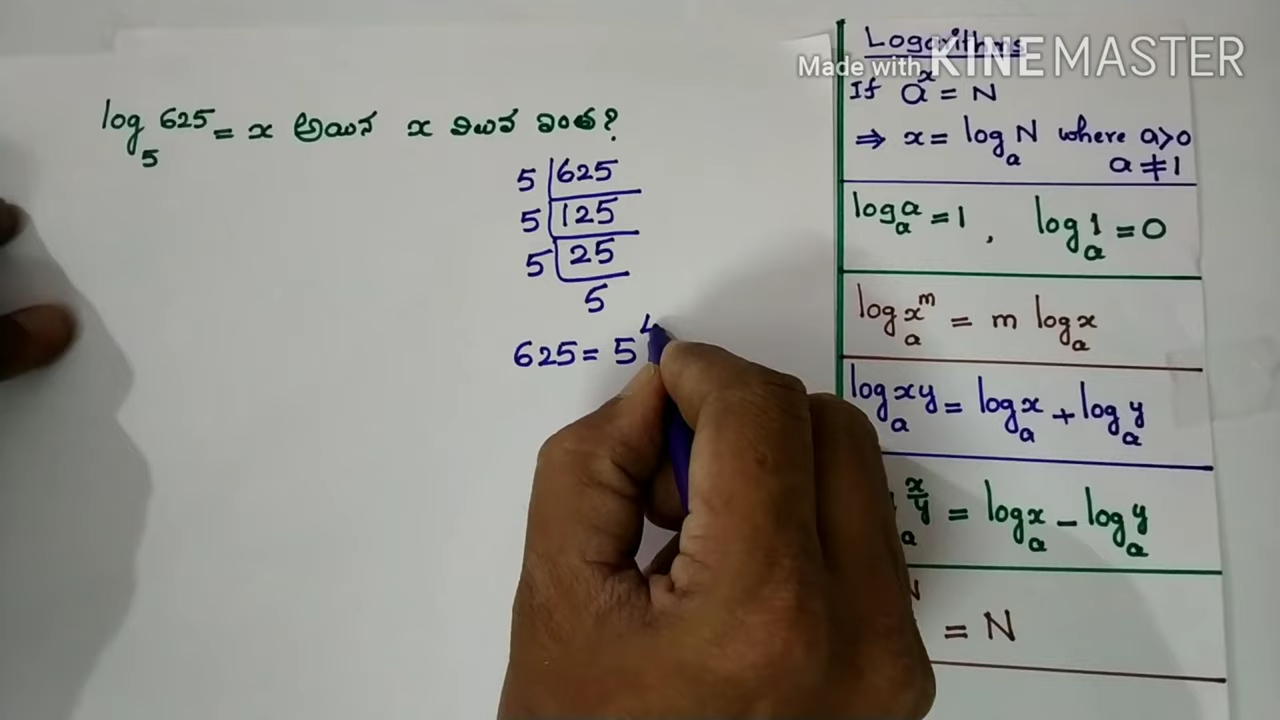 log₅ 625 = x అయిన x విలువ ఎంత?
5 | 625
5 | 125
5 | 25
5
625 = 5⁴
Logarithms
Made with KINEMASTER
If aˣ = N
⇒ x = logₐ N where a>0
a ≠ 1
logₐ a = 1, logₐ 1 = 0
logₐ xᵐ = m logₐ x
logₐ xy = logₐ x + logₐ y
x/y a = logₐ x - logₐ y
N = N